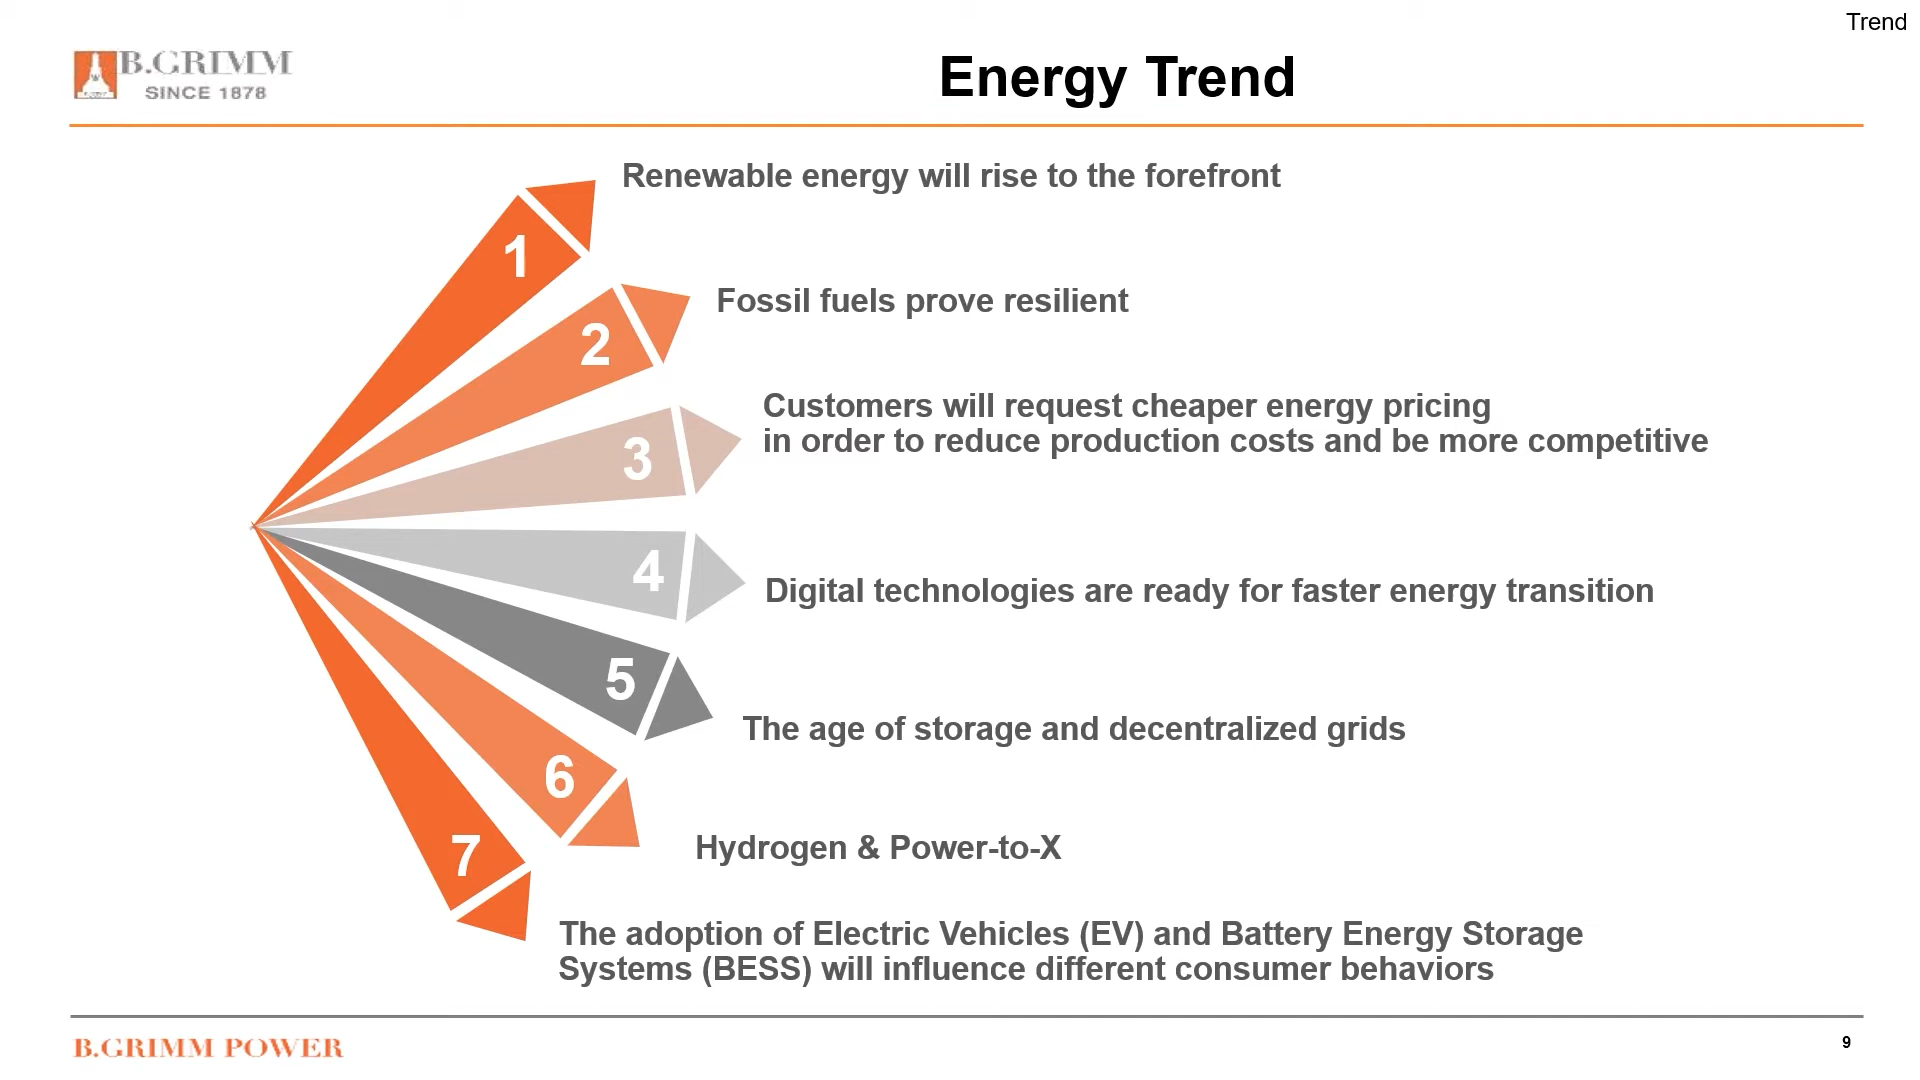 Trend
B.GRIMM
SINCE 1878
Energy Trend
1
Renewable energy will rise to the forefront
2
Fossil fuels prove resilient
3
Customers will request cheaper energy pricing
in order to reduce production costs and be more competitive
4
Digital technologies are ready for faster energy transition
5
The age of storage and decentralized grids
6
Hydrogen & Power-to-X
7
The adoption of Electric Vehicles (EV) and Battery Energy Storage
Systems (BESS) will influence different consumer behaviors
B.GRIMM POWER
9